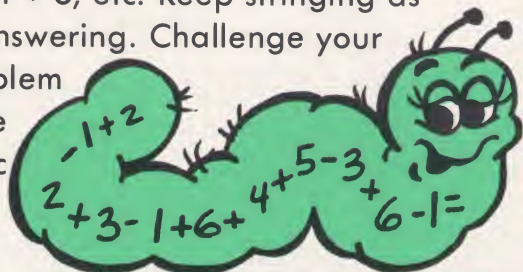 etc. Keep stringing as
nswering. Challenge your
blem
e
c
-1+2
2+3-1+6+4+5-3+6-1=